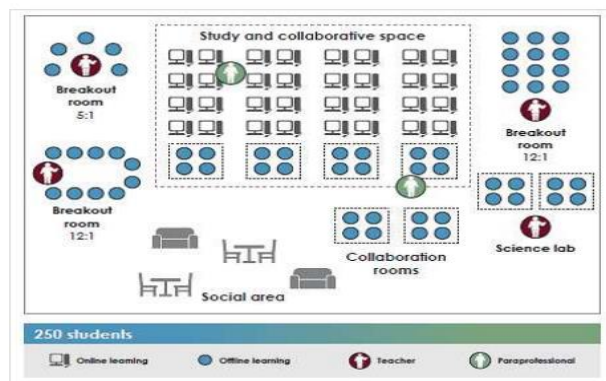 Study and collaborative space
Breakout
room
5:1
Breakout
room
12:1
Breakout
room
12:1
Science lab
Collaboration
rooms
Social area
250 students
Online learning
Offline learning
Teacher
Paraprofessional